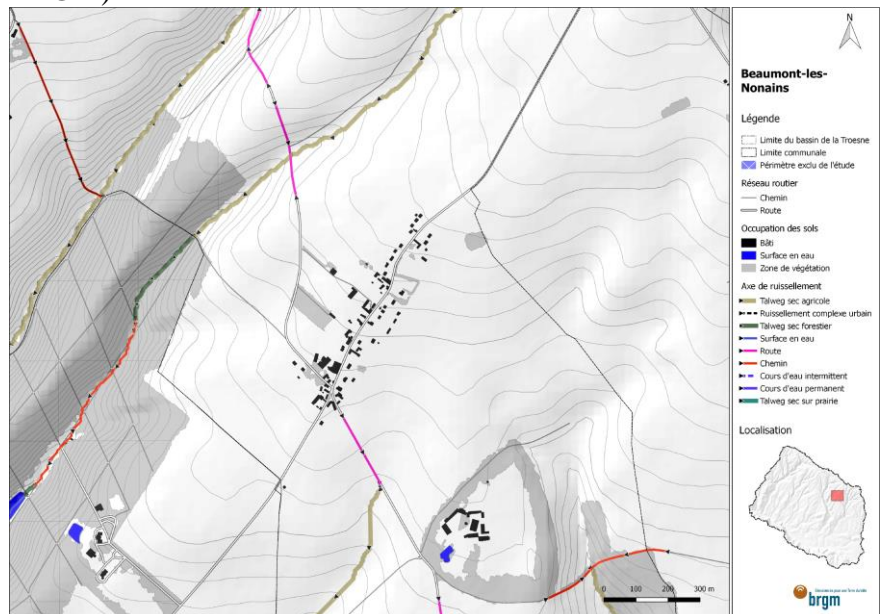 N
Beaumont-les-
Nonains
Légende
Limite du bassin de la Troesne
Limite communale
Périmètre exclu de l'étude
Réseau routier
Chemin
Route
Occupation des sols
Bâti
Surface en eau
Zone de végétation
Axe de ruissellement
Talweg sec agricole
Ruissellement complexe urbain
Talweg sec forestier
Surface en eau
Route
Chemin
Cours d'eau intermittent
Cours d'eau permanent
Talweg sec sur prairie
Localisation
0 100 200 300 m
brgm